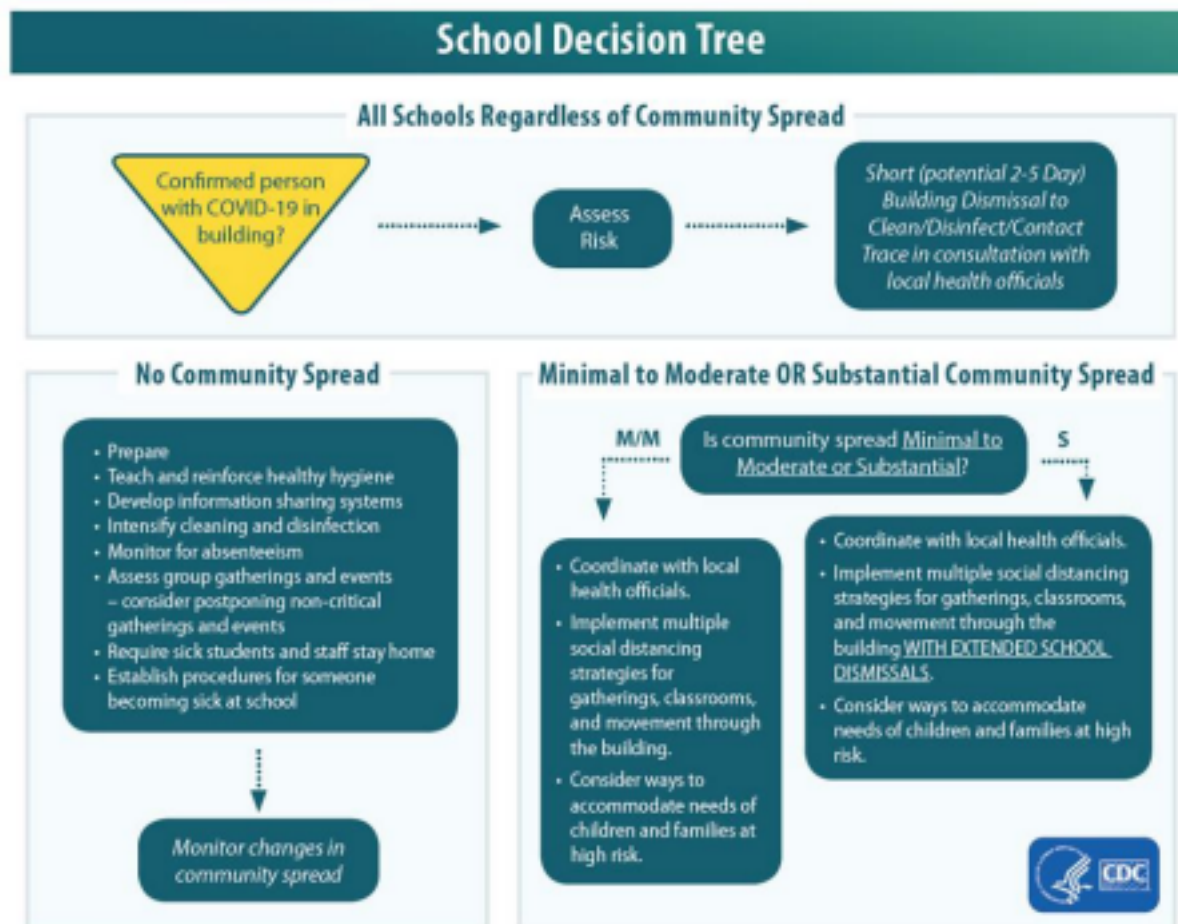 School Decision Tree
All Schools Regardless of Community Spread
Confirmed person
with COVID-19 in
building?
Assess
Risk
Short (potential 2-5 Day)
Building Dismissal to
Clean/Disinfect/Contact
Trace in consultation with
local health officials
No Community Spread
• Prepare
• Teach and reinforce healthy hygiene
• Develop information sharing systems
• Intensify cleaning and disinfection
• Monitor for absenteeism
• Assess group gatherings and events
– consider postponing non-critical
gatherings and events
• Require sick students and staff stay home
• Establish procedures for someone
becoming sick at school
Monitor changes in
community spread
Minimal to Moderate OR Substantial Community Spread
Is community spread Minimal to
Moderate or Substantial?
M/M
• Coordinate with local
health officials.
• Implement multiple
social distancing
strategies for
gatherings, classrooms,
and movement through
the building.
• Consider ways to
accommodate needs of
children and families at
high risk.
S
• Coordinate with local health officials.
• Implement multiple social distancing
strategies for gatherings, classrooms,
and movement through the
building WITH EXTENDED SCHOOL
DISMISSALS.
• Consider ways to accommodate
needs of children and families at high
risk.
CDC